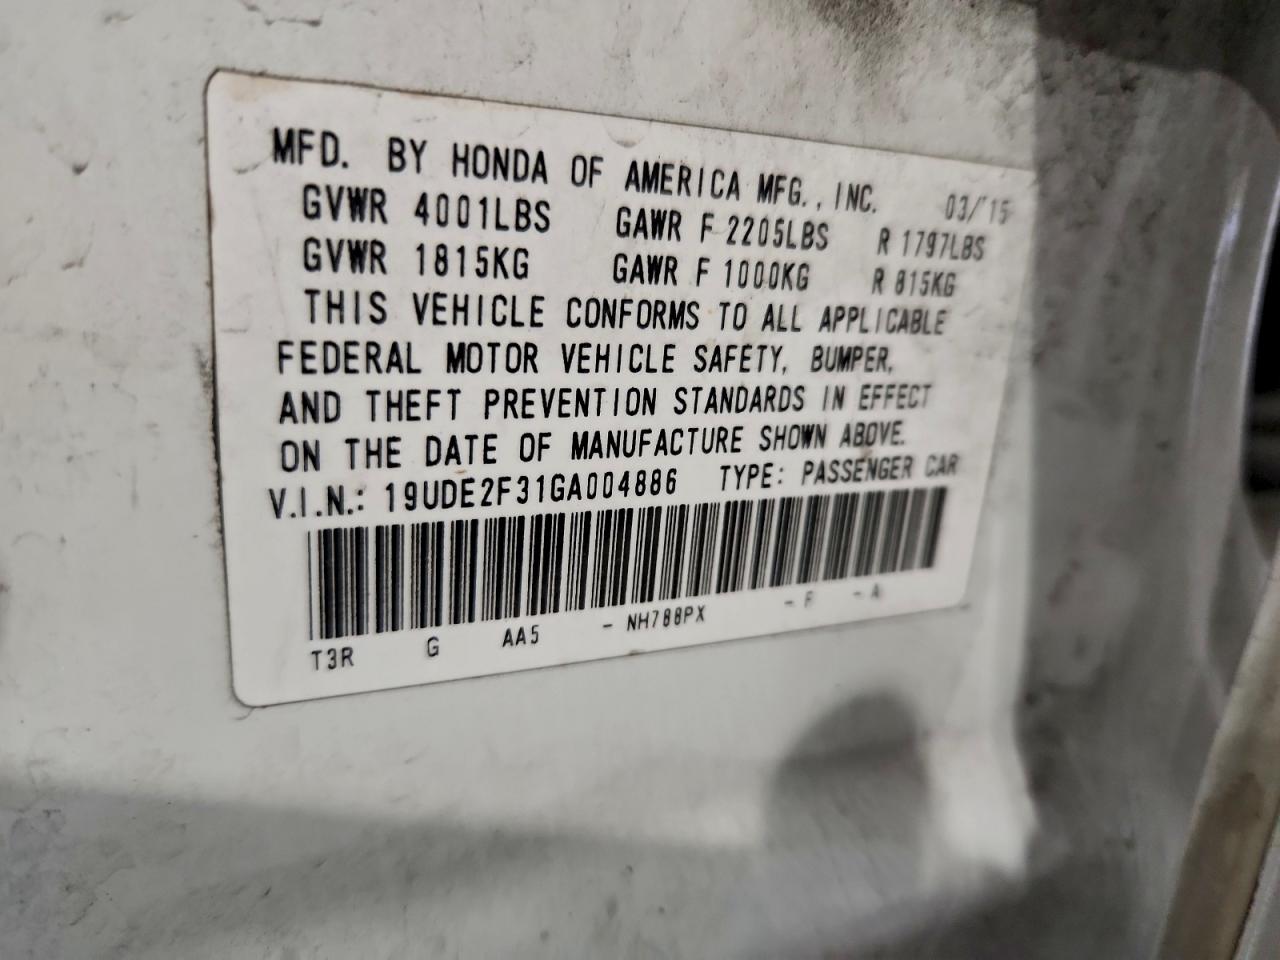 MFD. BY HONDA OF AMERICA MFG., INC. 03/'15
GVWR 4001LBS GAWR F 2205LBS R 1797LBS
GVWR 1815KG GAWR F 1000KG R 815KG
THIS VEHICLE CONFORMS TO ALL APPLICABLE
FEDERAL MOTOR VEHICLE SAFETY, BUMPER,
AND THEFT PREVENTION STANDARDS IN EFFECT
ON THE DATE OF MANUFACTURE SHOWN ABOVE.
V.I.N.: 19UDE2F31GA004886 TYPE: PASSENGER CAR
T3R G AA5 - NH788PX - F - A